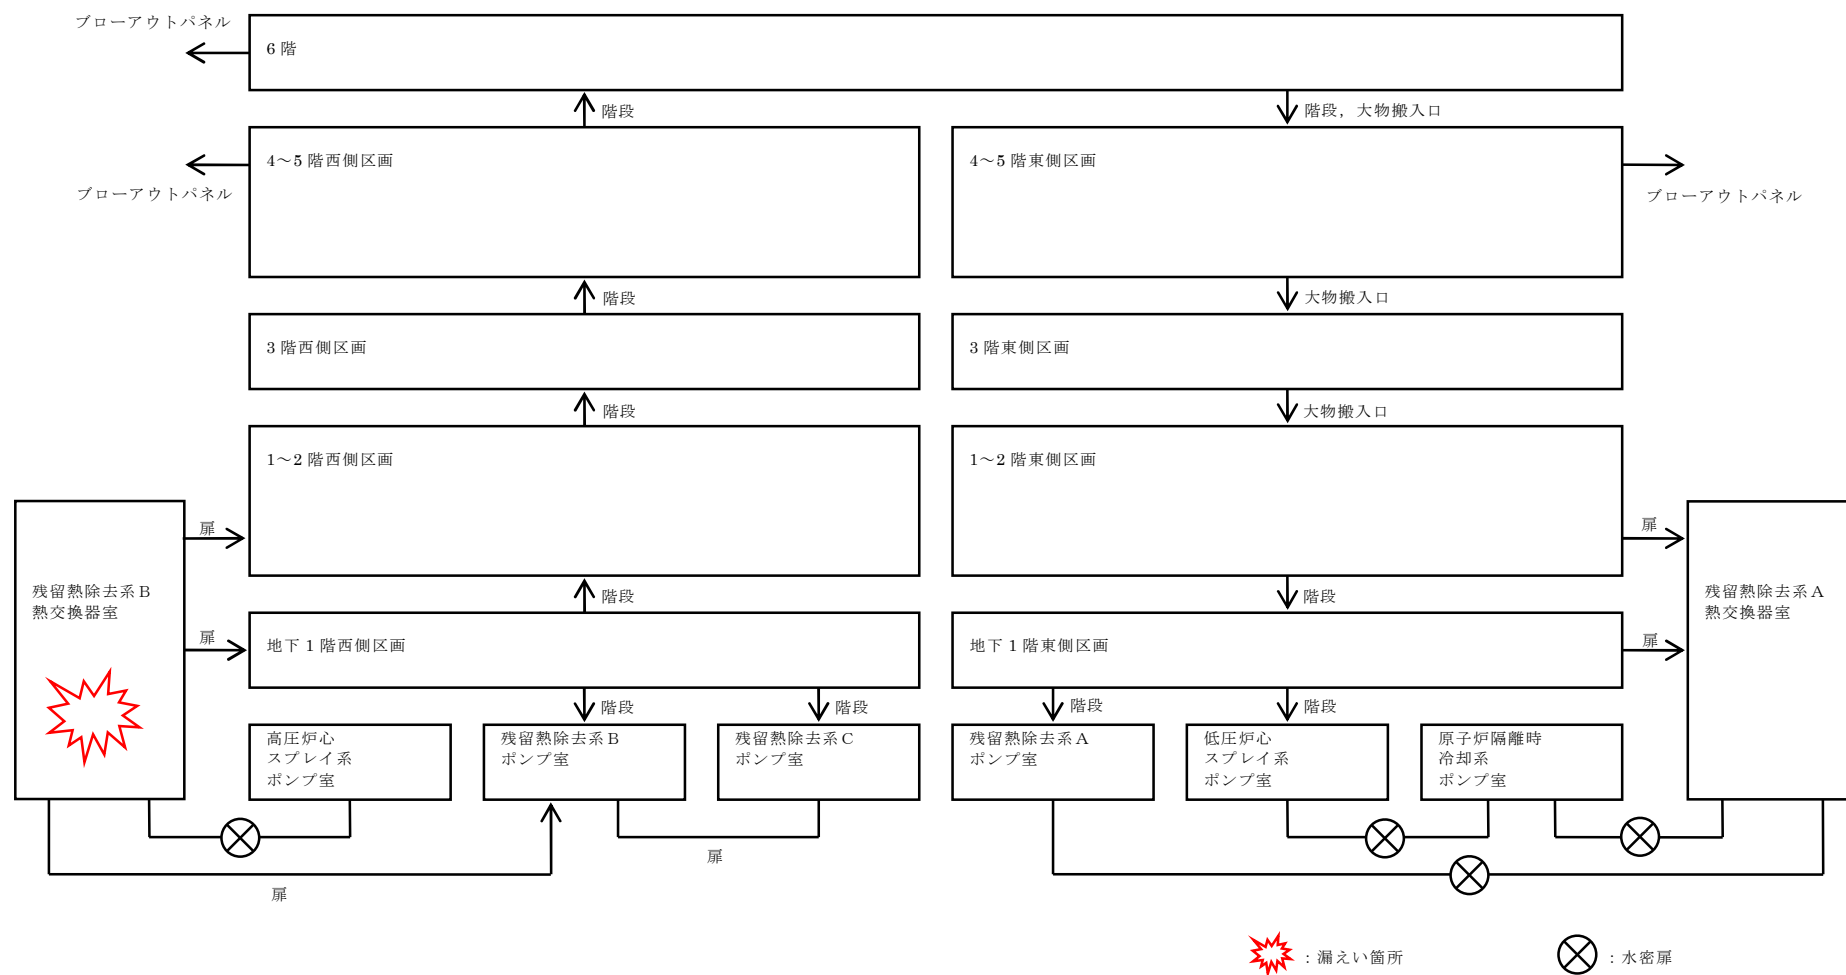 ブローアウトパネル
6 階
階段
階段，大物搬入口
4～5 階西側区画
4～5 階東側区画
ブローアウトパネル
ブローアウトパネル
階段
大物搬入口
3 階西側区画
3 階東側区画
階段
大物搬入口
1～2 階西側区画
1～2 階東側区画
扉
扉
残留熱除去系 B
熱交換器室
階段
階段
残留熱除去系 A
熱交換器室
扉
地下 1 階西側区画
地下 1 階東側区画
扉
階段
階段
階段
階段
高圧炉心
スプレイ系
ポンプ室
残留熱除去系 B
ポンプ室
残留熱除去系 C
ポンプ室
残留熱除去系 A
ポンプ室
低圧炉心
スプレイ系
ポンプ室
原子炉隔離時
冷却系
ポンプ室
扉
扉
：漏えい箇所
：水密扉